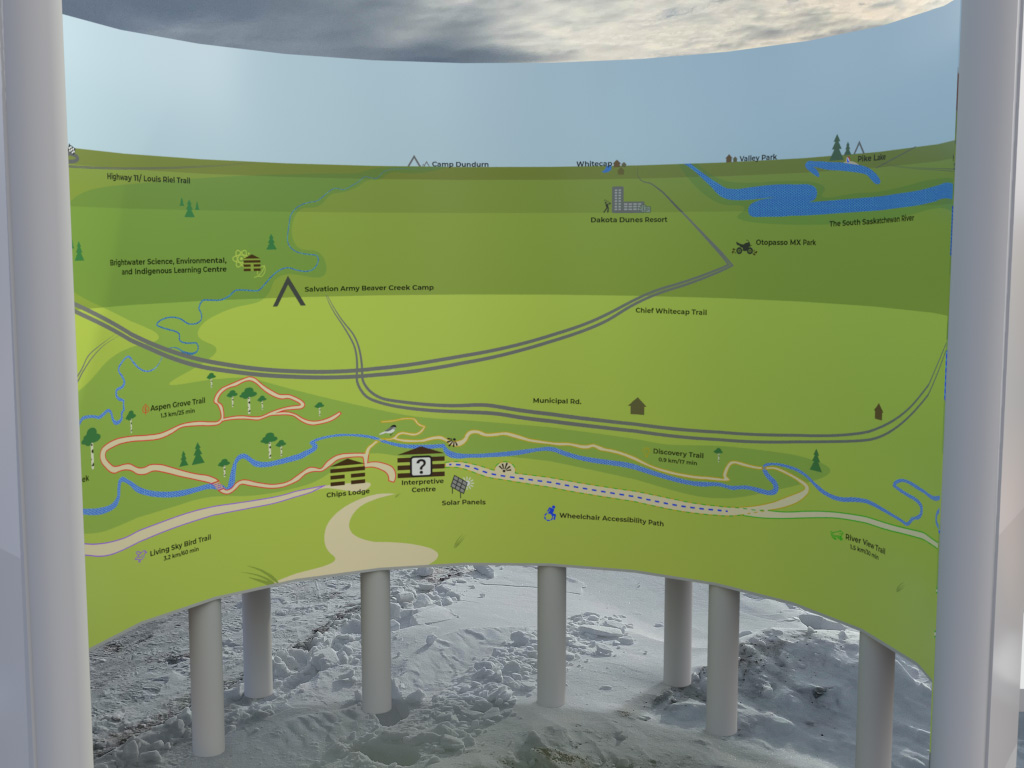 Camp Dundurn
Whitecap
Valley Park
Pike Lake
Highway 11/ Louis Riel Trail
Dakota Dunes Resort
The South Saskatchewan River
Otopasso MX Park
Brightwater Science, Environmental,
and Indigenous Learning Centre
Salvation Army Beaver Creek Camp
Chief Whitecap Trail
Municipal Rd.
Aspen Grove Trail
1.3 km/25 min
Discovery Trail
0.8 km/17 min
ek
?
Chips Lodge
Interpretive
Centre
Solar Panels
Wheelchair Accessibility Path
Living Sky Bird Trail
3.2 km/60 min
River View Trail